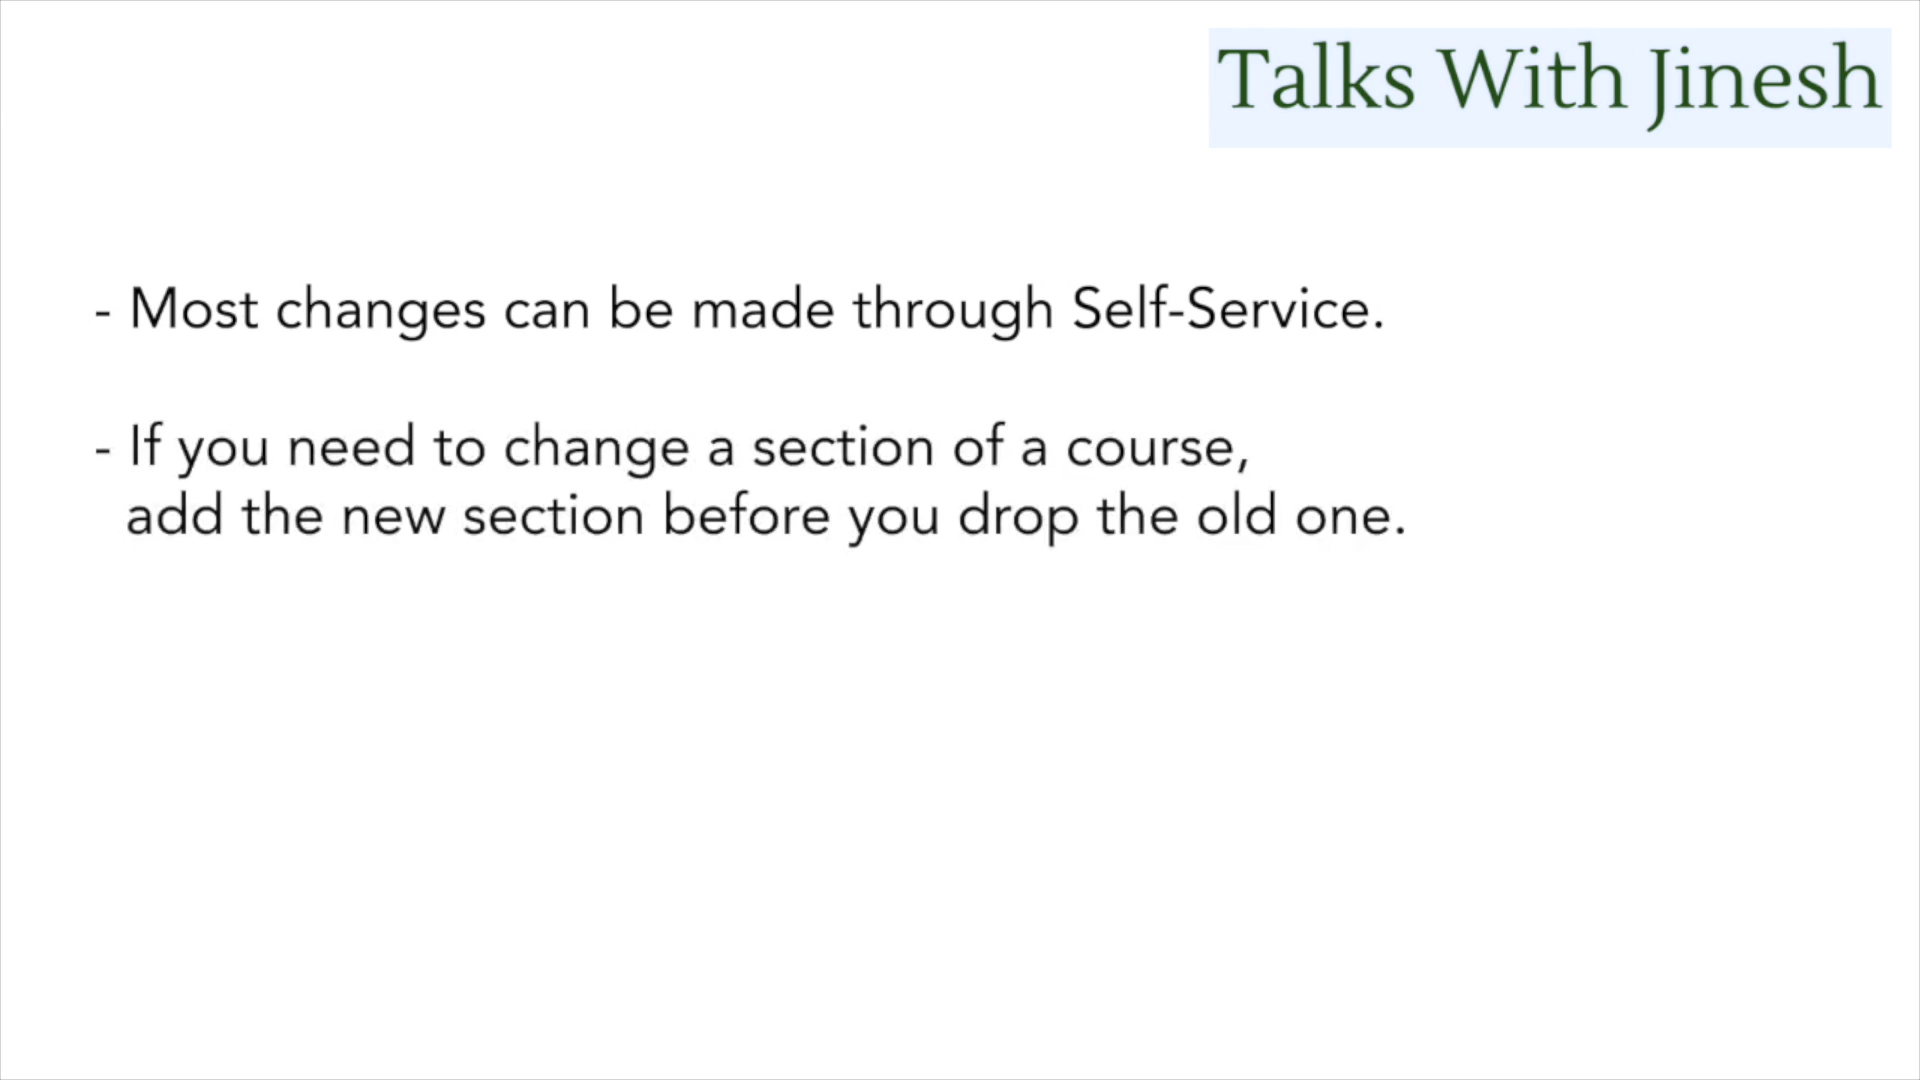 Talks With Jinesh
- Most changes can be made through Self-Service.
- If you need to change a section of a course,
add the new section before you drop the old one.